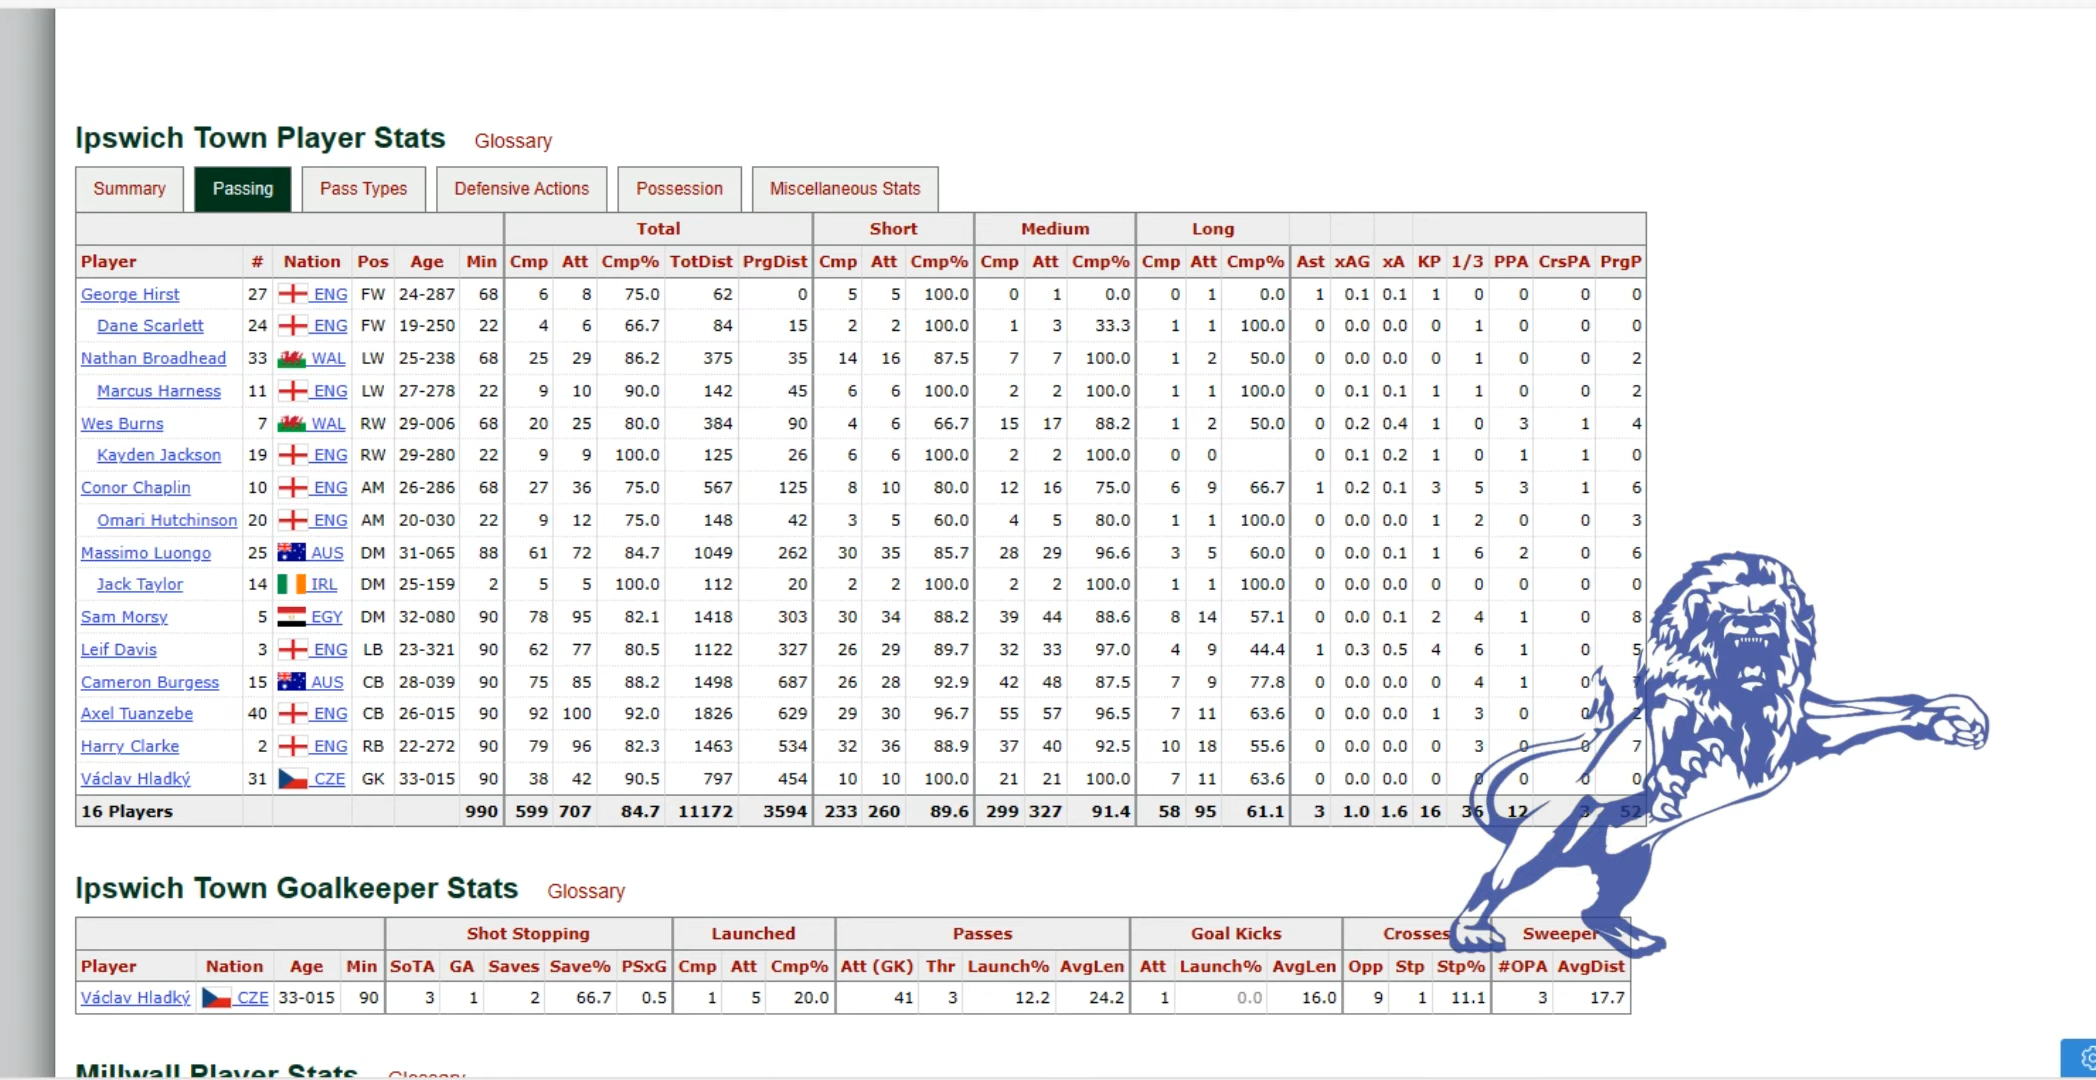 Ipswich Town Player Stats Glossary
Summary Passing Pass Types Defensive Actions Possession Miscellaneous Stats
Total Short Medium Long
Player # Nation Pos Age Min Cmp Att Cmp% TotDist PrgDist Cmp Att Cmp% Cmp Att Cmp% Cmp Att Cmp% Ast xAG xA KP 1/3 PPA CrsPA PrgP
George Hirst 27 ENG FW 24-287 68 6 8 75.0 62 0 5 5 100.0 0 1 0.0 0 1 0.0 1 0.1 0.1 1 0 0 0 0
Dane Scarlett 24 ENG FW 19-250 22 4 6 66.7 84 15 2 2 100.0 1 3 33.3 1 1 100.0 0 0.0 0.0 0 1 0 0 0
Nathan Broadhead 33 WAL LW 25-238 68 25 29 86.2 375 35 14 16 87.5 7 7 100.0 1 2 50.0 0 0.0 0.0 0 1 0 0 2
Marcus Harness 11 ENG LW 27-278 22 9 10 90.0 142 45 6 6 100.0 2 2 100.0 1 1 100.0 0 0.1 0.1 1 1 0 0 2
Wes Burns 7 WAL RW 29-006 68 20 25 80.0 384 90 4 6 66.7 15 17 88.2 1 2 50.0 0 0.2 0.4 1 0 3 1 4
Kayden Jackson 19 ENG RW 29-280 22 9 9 100.0 125 26 6 6 100.0 2 2 100.0 0 0 0 0.1 0.2 1 0 1 1 0
Conor Chaplin 10 ENG AM 26-286 68 27 36 75.0 567 125 8 10 80.0 12 16 75.0 6 9 66.7 1 0.2 0.1 3 5 3 1 6
Omari Hutchinson 20 ENG AM 20-030 22 9 12 75.0 148 42 3 5 60.0 4 5 80.0 1 1 100.0 0 0.0 0.0 1 2 0 0 3
Massimo Luongo 25 AUS DM 31-065 88 61 72 84.7 1049 262 30 35 85.7 28 29 96.6 3 5 60.0 0 0.0 0.1 1 6 2 0 6
Jack Taylor 14 IRL DM 25-159 2 5 5 100.0 112 20 2 2 100.0 2 2 100.0 1 1 100.0 0 0.0 0.0 0 0 0 0 0
Sam Morsy 5 EGY DM 32-080 90 78 95 82.1 1418 303 30 34 88.2 39 44 88.6 8 14 57.1 0 0.0 0.1 2 4 1 0 8
Leif Davis 3 ENG LB 23-321 90 62 77 80.5 1122 327 26 29 89.7 32 33 97.0 4 9 44.4 1 0.3 0.5 4 6 1 0 5
Cameron Burgess 15 AUS CB 28-039 90 75 85 88.2 1498 687 26 28 92.9 42 48 87.5 7 9 77.8 0 0.0 0.0 0 4 1 0 7
Axel Tuanzebe 40 ENG CB 26-015 90 92 100 92.0 1826 629 29 30 96.7 55 57 96.5 7 11 63.6 0 0.0 0.0 1 3 0 0 2
Harry Clarke 2 ENG RB 22-272 90 79 96 82.3 1463 534 32 36 88.9 37 40 92.5 10 18 55.6 0 0.0 0.0 0 3 0 0 7
Václav Hladký 31 CZE GK 33-015 90 38 42 90.5 797 454 10 10 100.0 21 21 100.0 7 11 63.6 0 0.0 0.0 0 0 0 0 0
16 Players 990 599 707 84.7 11172 3594 233 260 89.6 299 327 91.4 58 95 61.1 3 1.0 1.6 16 36 12 3 52
Ipswich Town Goalkeeper Stats Glossary
Shot Stopping Launched Passes Goal Kicks Crosses Sweeper
Player Nation Age Min SoTA GA Saves Save% PSxG Cmp Att Cmp% Att (GK) Thr Launch% AvgLen Att Launch% AvgLen Opp Stp Stp% #OPA AvgDist
Václav Hladký CZE 33-015 90 3 1 2 66.7 0.5 1 5 20.0 41 3 12.2 24.2 1 0.0 16.0 9 1 11.1 3 17.7
Millwall Player Stats Glossary